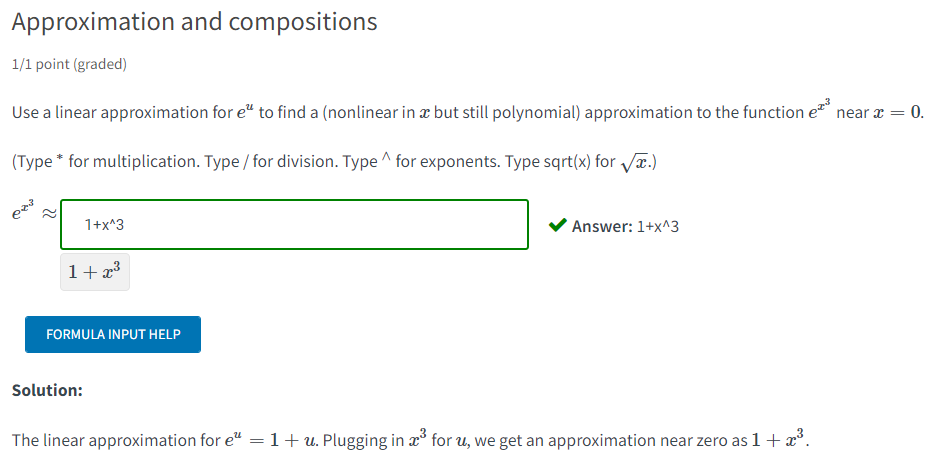 Approximation and compositions
1/1 point (graded)
Use a linear approximation for $e^u$ to find a (nonlinear in $x$ but still polynomial) approximation to the function $e^{x^3}$ near $x = 0$.
(Type * for multiplication. Type / for division. Type ^ for exponents. Type sqrt(x) for $\sqrt{x}$.)
$e^{x^3} \approx$ 1+x^3 ✔ Answer: 1+x^3
$1 + x^3$
FORMULA INPUT HELP
Solution:
The linear approximation for $e^u = 1 + u$. Plugging in $x^3$ for $u$, we get an approximation near zero as $1 + x^3$.